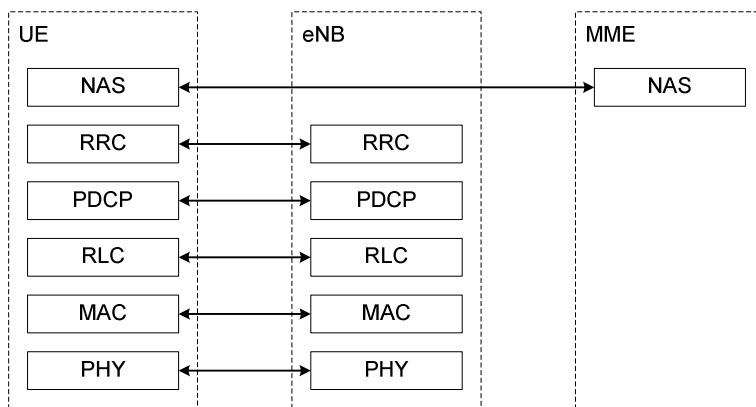 UE
eNB
MME
NAS
NAS
RRC
RRC
PDCP
PDCP
RLC
RLC
MAC
MAC
PHY
PHY